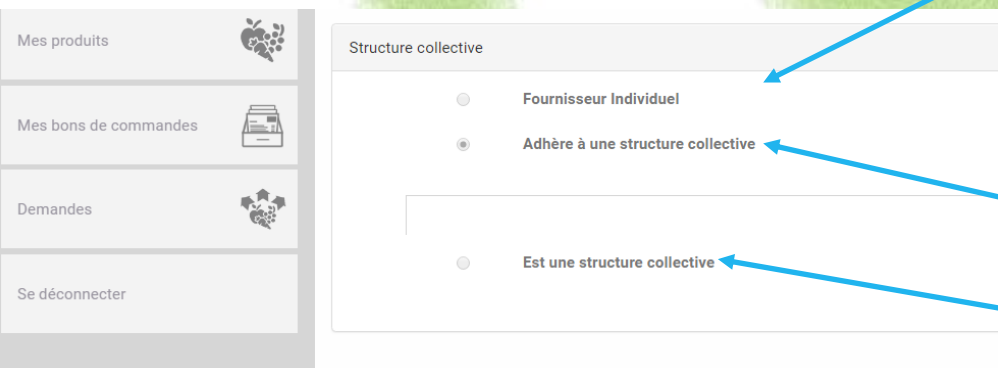 Mes produits
Mes bons de commandes
Demandes
Se déconnecter
Structure collective
Fournisseur Individuel
Adhère à une structure collective
Est une structure collective